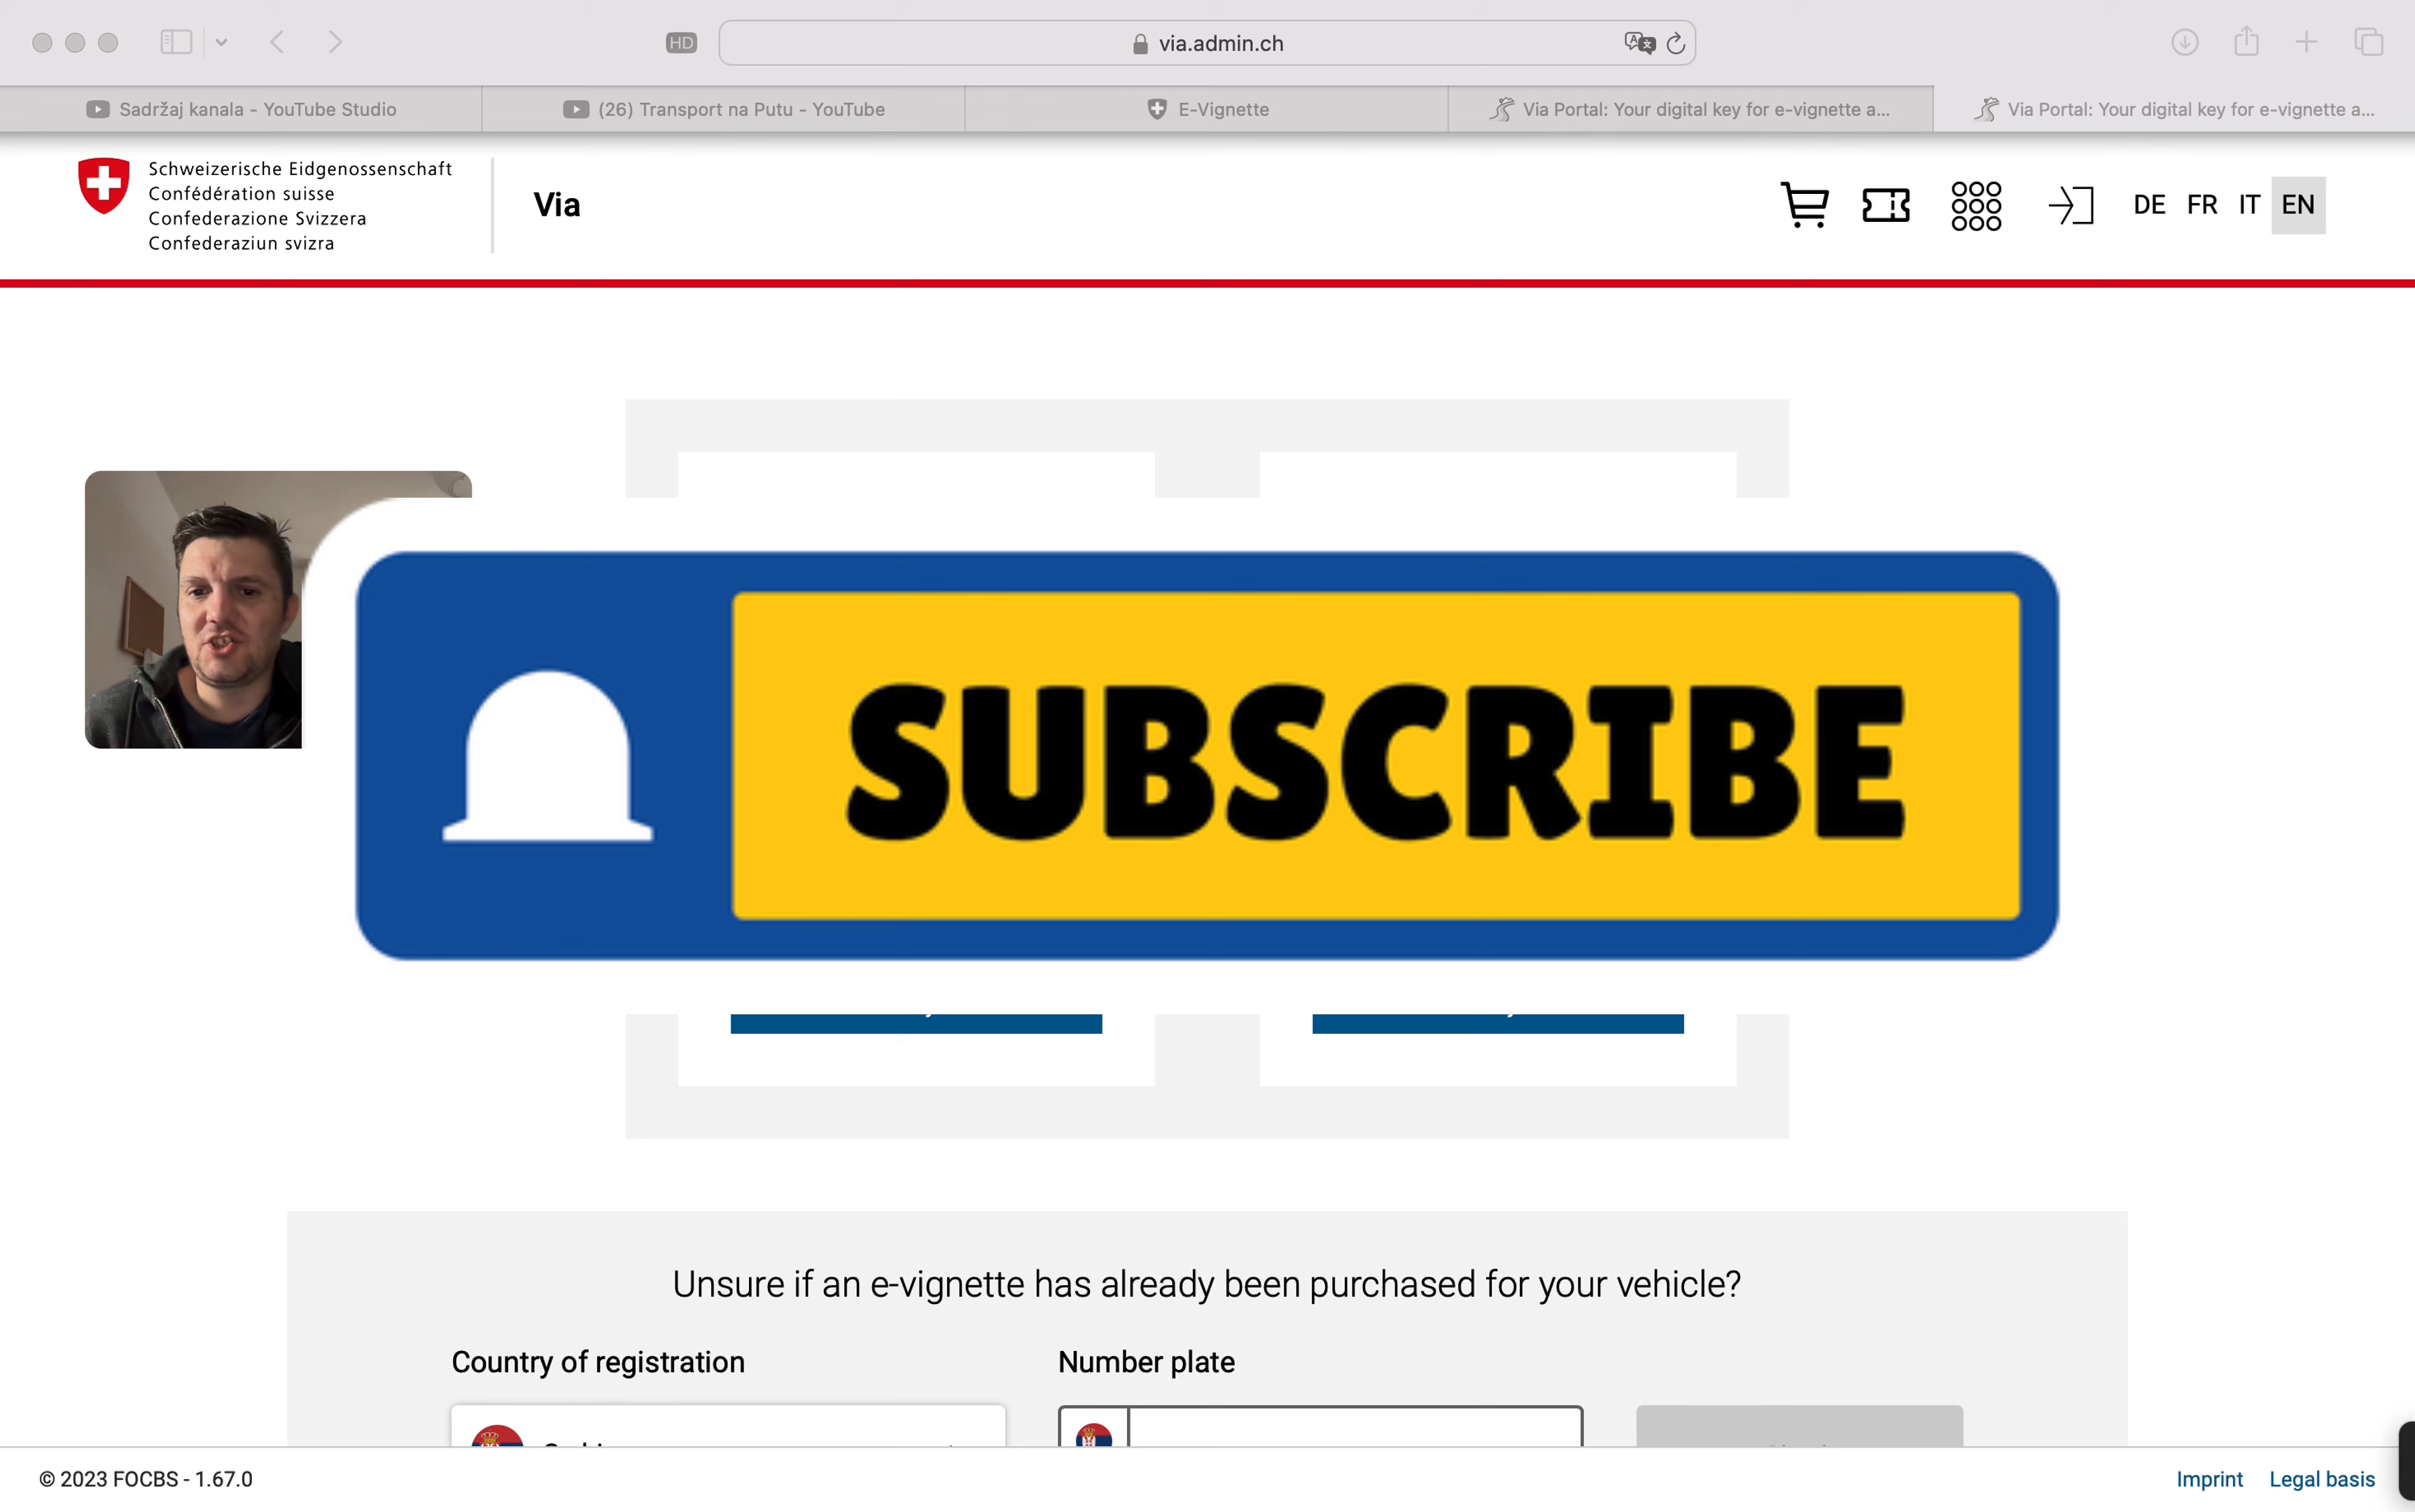 HD
via.admin.ch
Sadržaj kanala - YouTube Studio
(26) Transport na Putu - YouTube
E-Vignette
Via Portal: Your digital key for e-vignette a...
Via Portal: Your digital key for e-vignette a...
Schweizerische Eidgenossenschaft
Confédération suisse
Confederazione Svizzera
Confederaziun svizra
Via
DE FR IT EN
SUBSCRIBE
Unsure if an e-vignette has already been purchased for your vehicle?
Country of registration
Number plate
© 2023 FOCBS - 1.67.0
Imprint
Legal basis